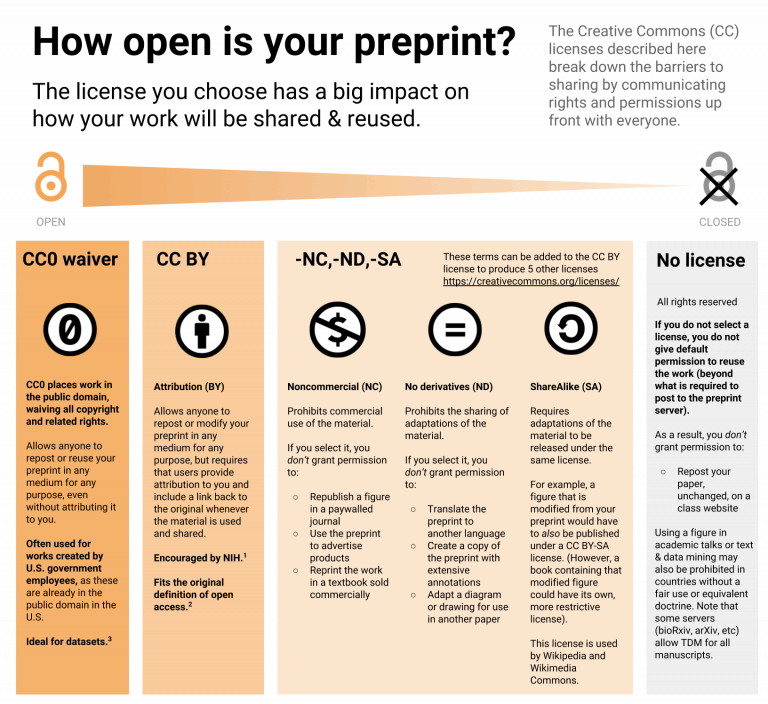 How open is your preprint?
The license you choose has a big impact on
how your work will be shared & reused.
The Creative Commons (CC)
licenses described here
break down the barriers to
sharing by communicating
rights and permissions up
front with everyone.
OPEN
CLOSED
CC0 waiver
0
CC0 places work in
the public domain,
waiving all copyright
and related rights.
Allows anyone to
repost or reuse your
preprint in any
medium for any
purpose, even
without attributing it
to you.
Often used for
works created by
U.S. government
employees, as these
are already in the
public domain in the
U.S.
Ideal for datasets.³
CC BY
Attribution (BY)
Allows anyone to
repost or modify your
preprint in any
medium for any
purpose, but requires
that users provide
attribution to you and
include a link back to
the original whenever
the material is used
and shared.
Encouraged by NIH.¹
Fits the original
definition of open
access.²
-NC,-ND,-SA
These terms can be added to the CC BY
license to produce 5 other licenses
https://creativecommons.org/licenses/
$
Noncommercial (NC)
Prohibits commercial
use of the material.
If you select it, you
don't grant permission
to:
○ Republish a figure
in a paywalled
journal
○ Use the preprint
to advertise
products
○ Reprint the work
in a textbook sold
commercially
=
No derivatives (ND)
Prohibits the sharing of
adaptations of the
material.
If you select it, you
don't grant permission
to:
○ Translate the
preprint to
another language
○ Create a copy of
the preprint with
extensive
annotations
○ Adapt a diagram
or drawing for use
in another paper
ShareAlike (SA)
Requires
adaptations of the
material to be
released under the
same license.
For example, a
figure that is
modified from your
preprint would have
to also be published
under a CC BY-SA
license. (However, a
book containing that
modified figure
could have its own,
more restrictive
license).
This license is used
by Wikipedia and
Wikimedia
Commons.
No license
All rights reserved
If you do not select a
license, you do not
give default
permission to reuse
the work (beyond
what is required to
post to the preprint
server).
As a result, you don't
grant permission to:
○ Repost your
paper,
unchanged, on a
class website
Using a figure in
academic talks or text
& data mining may
also be prohibited in
countries without a
fair use or equivalent
doctrine. Note that
some servers
(bioRxiv, arXiv, etc)
allow TDM for all
manuscripts.